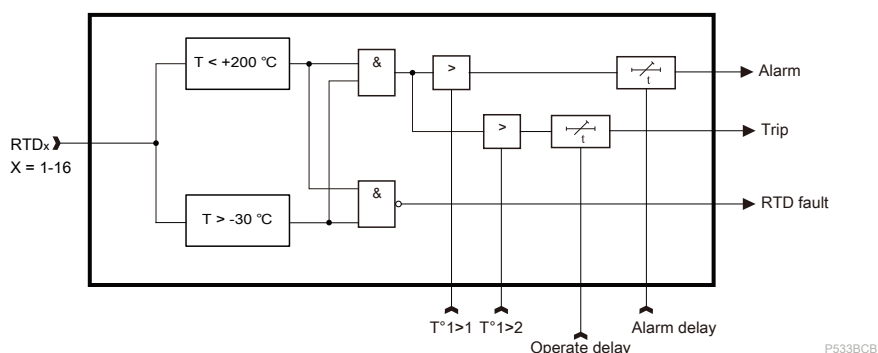 T < +200 °C
&
>
t
Alarm
>
t
Trip
RTDx
X = 1-16
T > -30 °C
&
RTD fault
T°1>1 T°1>2
Alarm delay
Operate delay
P533BCB